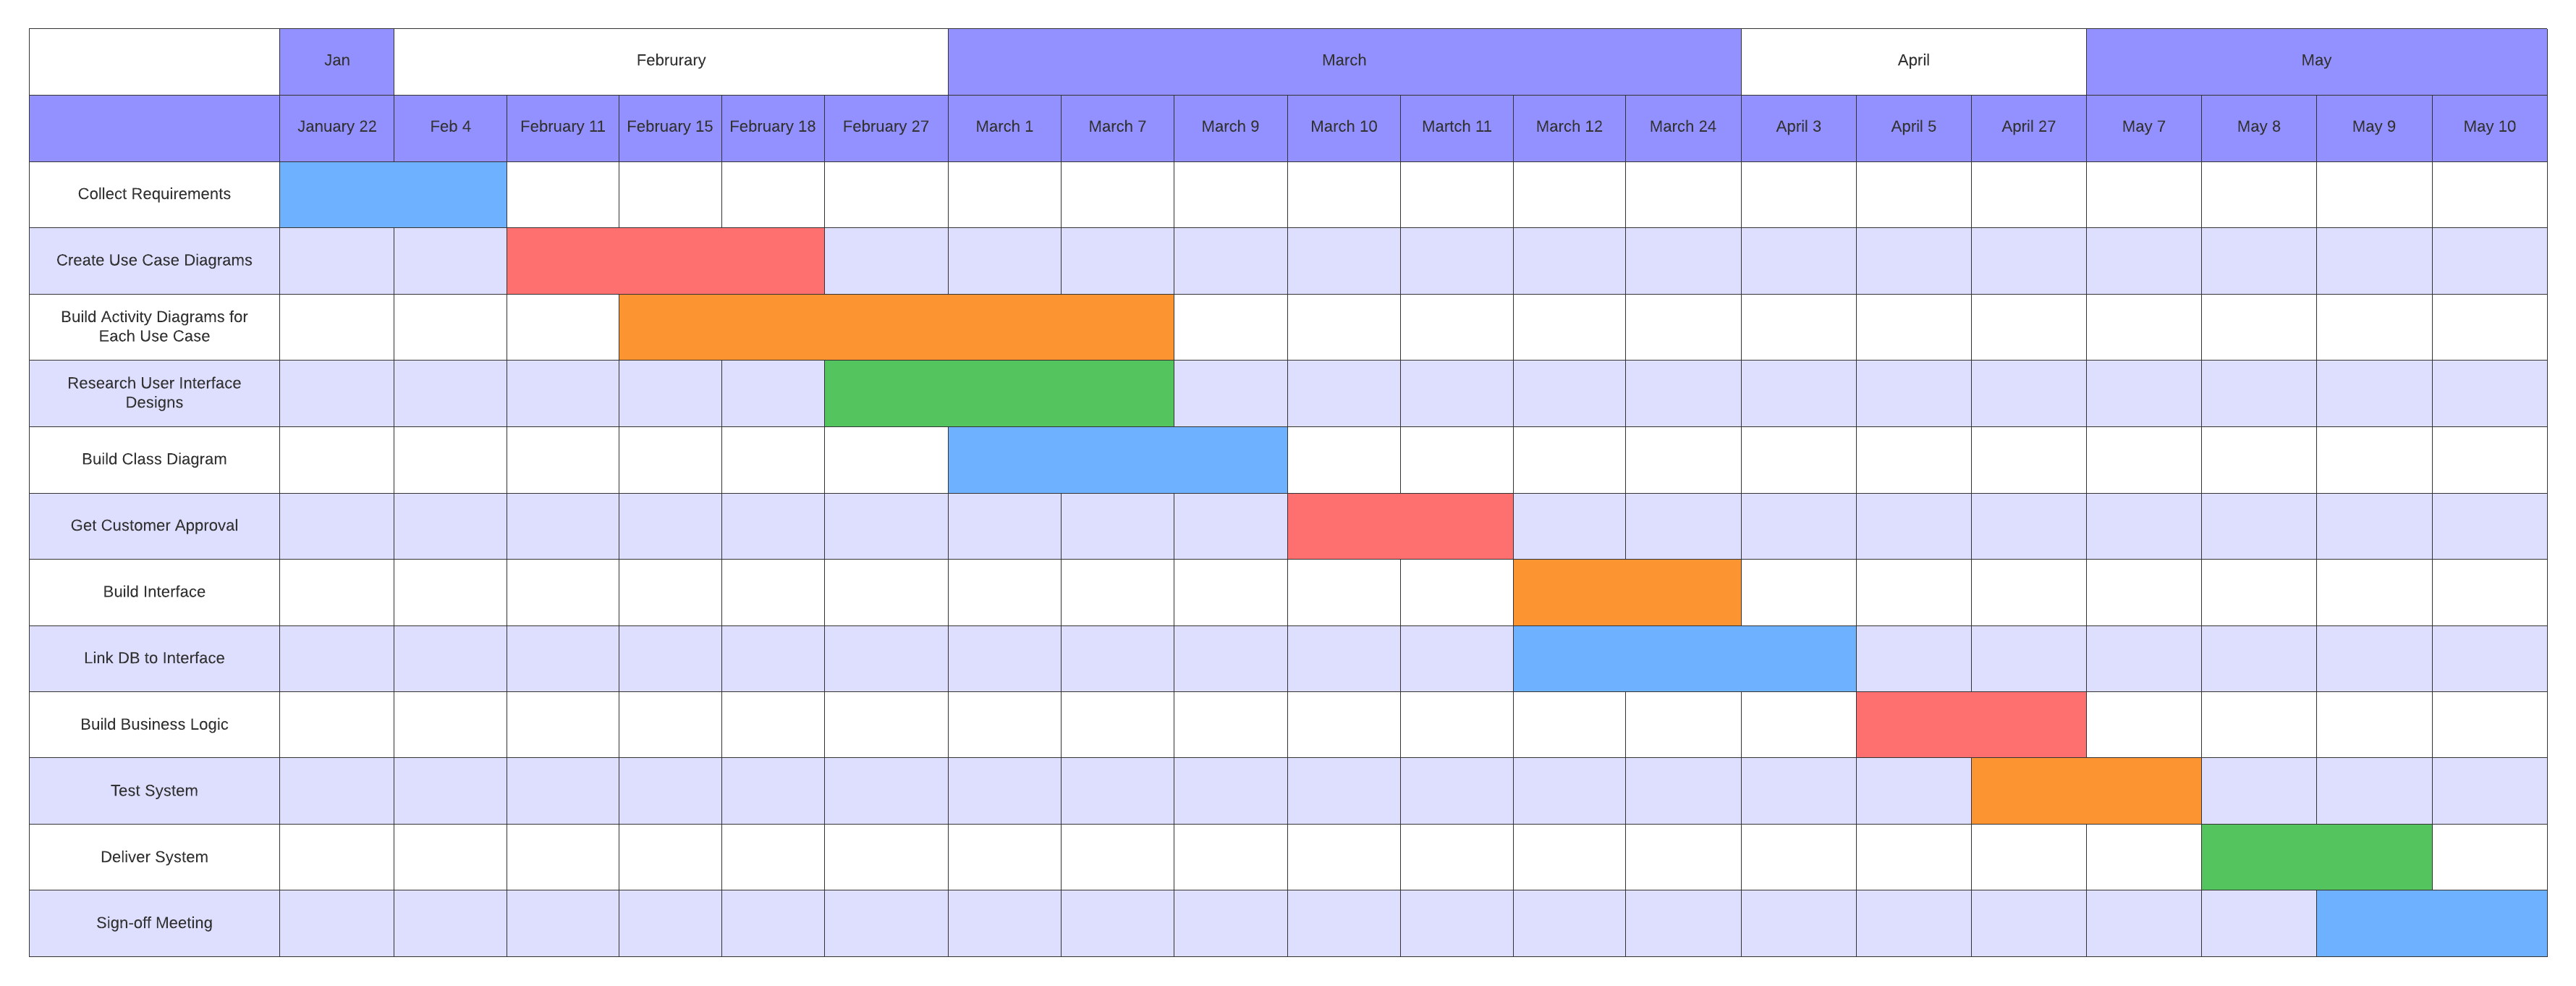 Jan
Februrary
March
April
May
January 22
Feb 4
February 11
February 15
February 18
February 27
March 1
March 7
March 9
March 10
Martch 11
March 12
March 24
April 3
April 5
April 27
May 7
May 8
May 9
May 10
Collect Requirements
Create Use Case Diagrams
Build Activity Diagrams for
Each Use Case
Research User Interface
Designs
Build Class Diagram
Get Customer Approval
Build Interface
Link DB to Interface
Build Business Logic
Test System
Deliver System
Sign-off Meeting